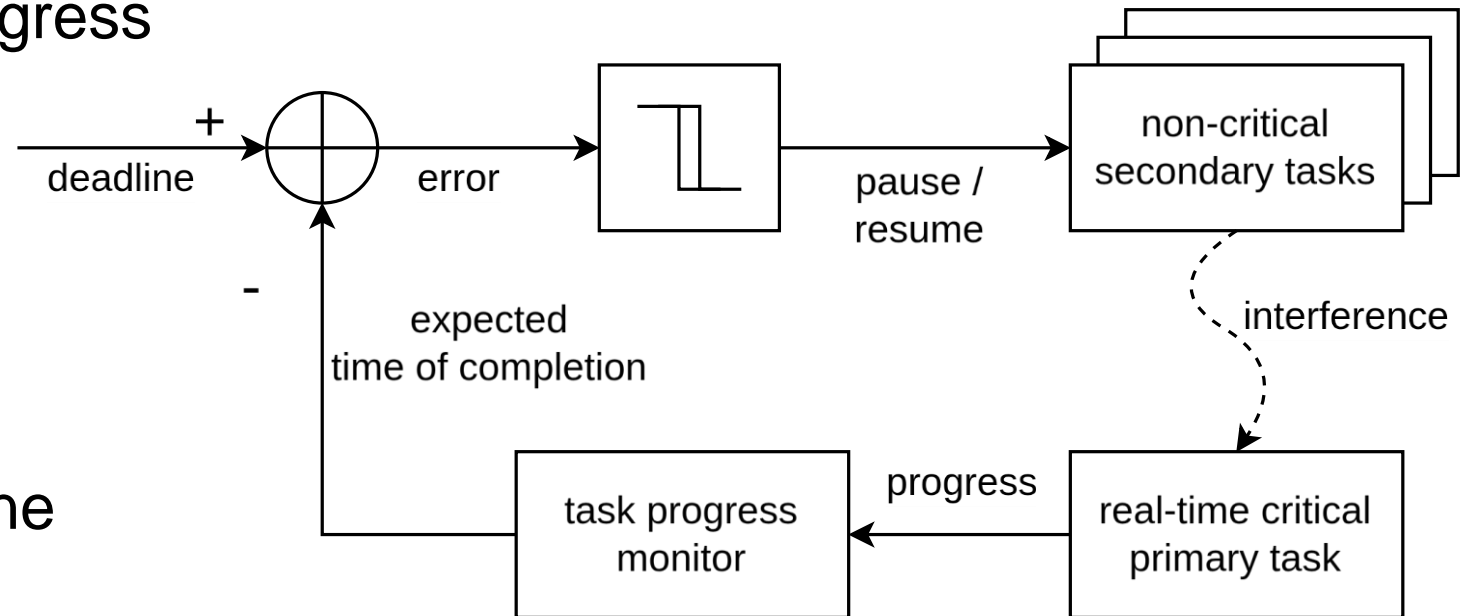 gress
+
deadline
error
pause /
resume
non-critical
secondary tasks
-
expected
time of completion
interference
ne
task progress
monitor
progress
real-time critical
primary task